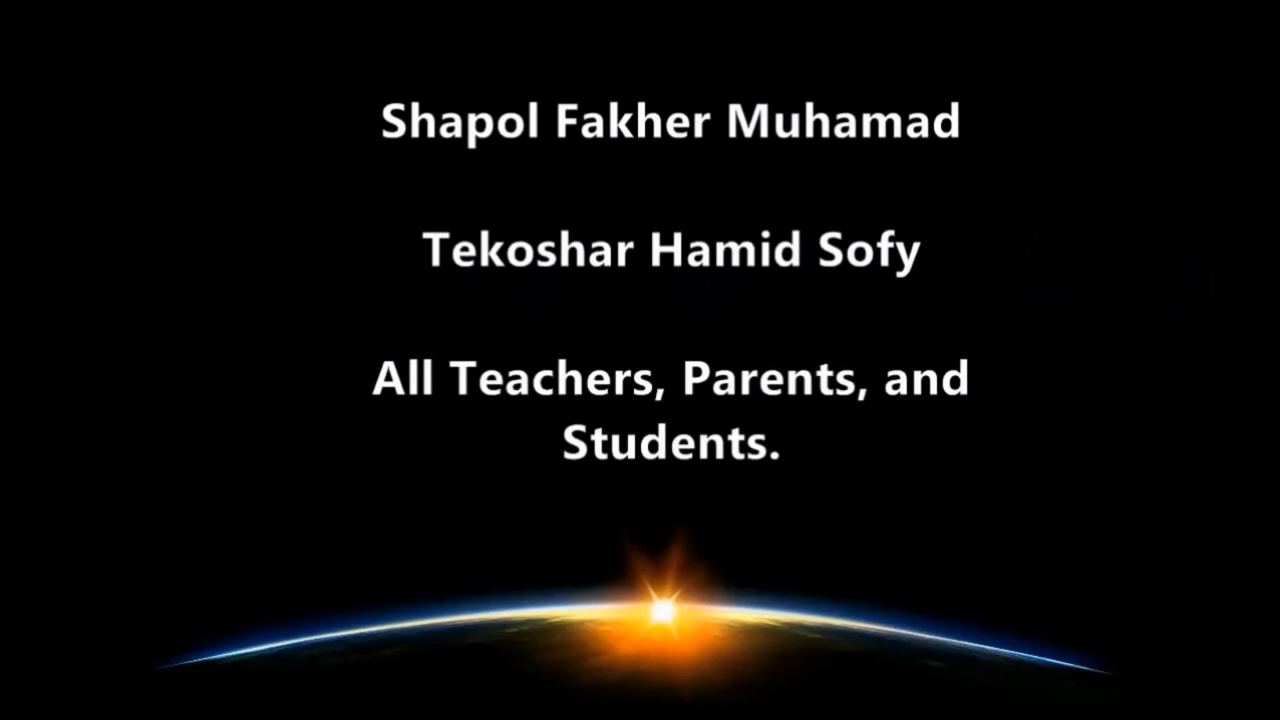 Shapol Fakher Muhamad
Tekoshar Hamid Sofy
All Teachers, Parents, and
Students.